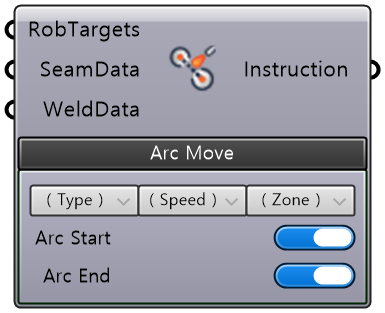 RobTargets
SeamData Instruction
WeldData
Arc Move
( Type ) ( Speed ) ( Zone )
Arc Start
Arc End